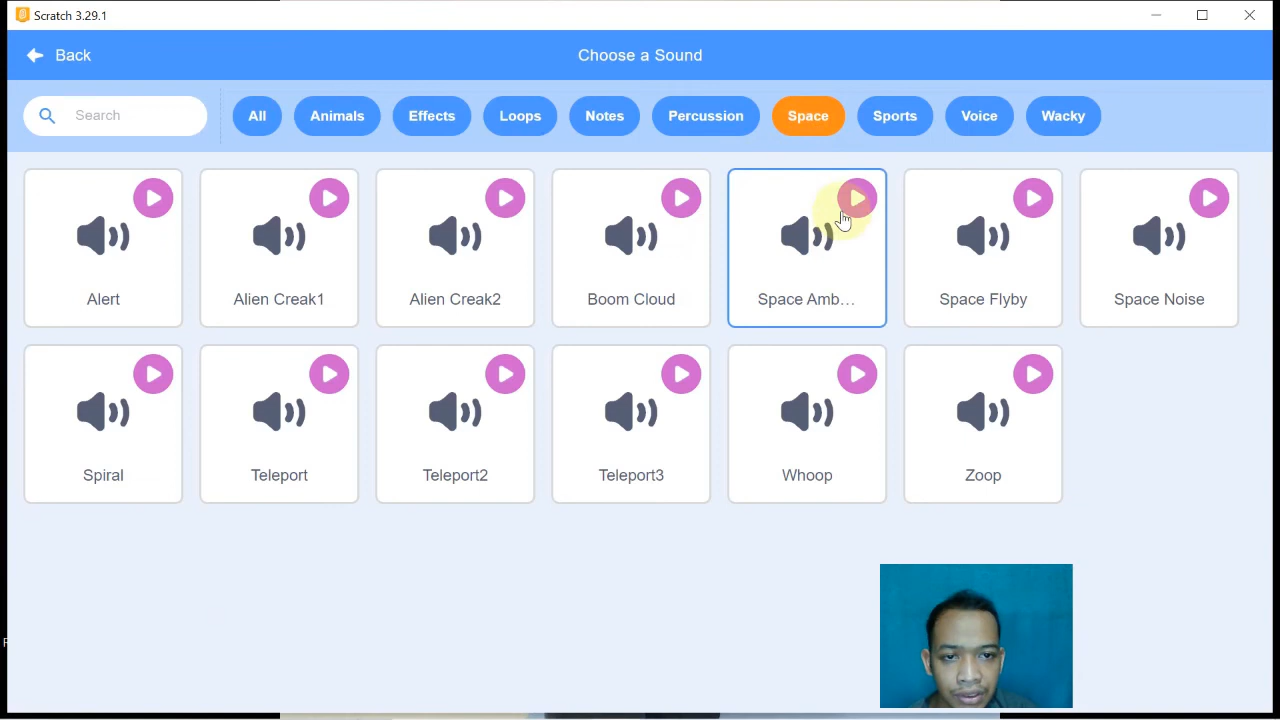 Scratch 3.29.1
Back
Choose a Sound
Search
All
Animals
Effects
Loops
Notes
Percussion
Space
Sports
Voice
Wacky
Alert
Alien Creak1
Alien Creak2
Boom Cloud
Space Amb...
Space Flyby
Space Noise
Spiral
Teleport
Teleport2
Teleport3
Whoop
Zoop